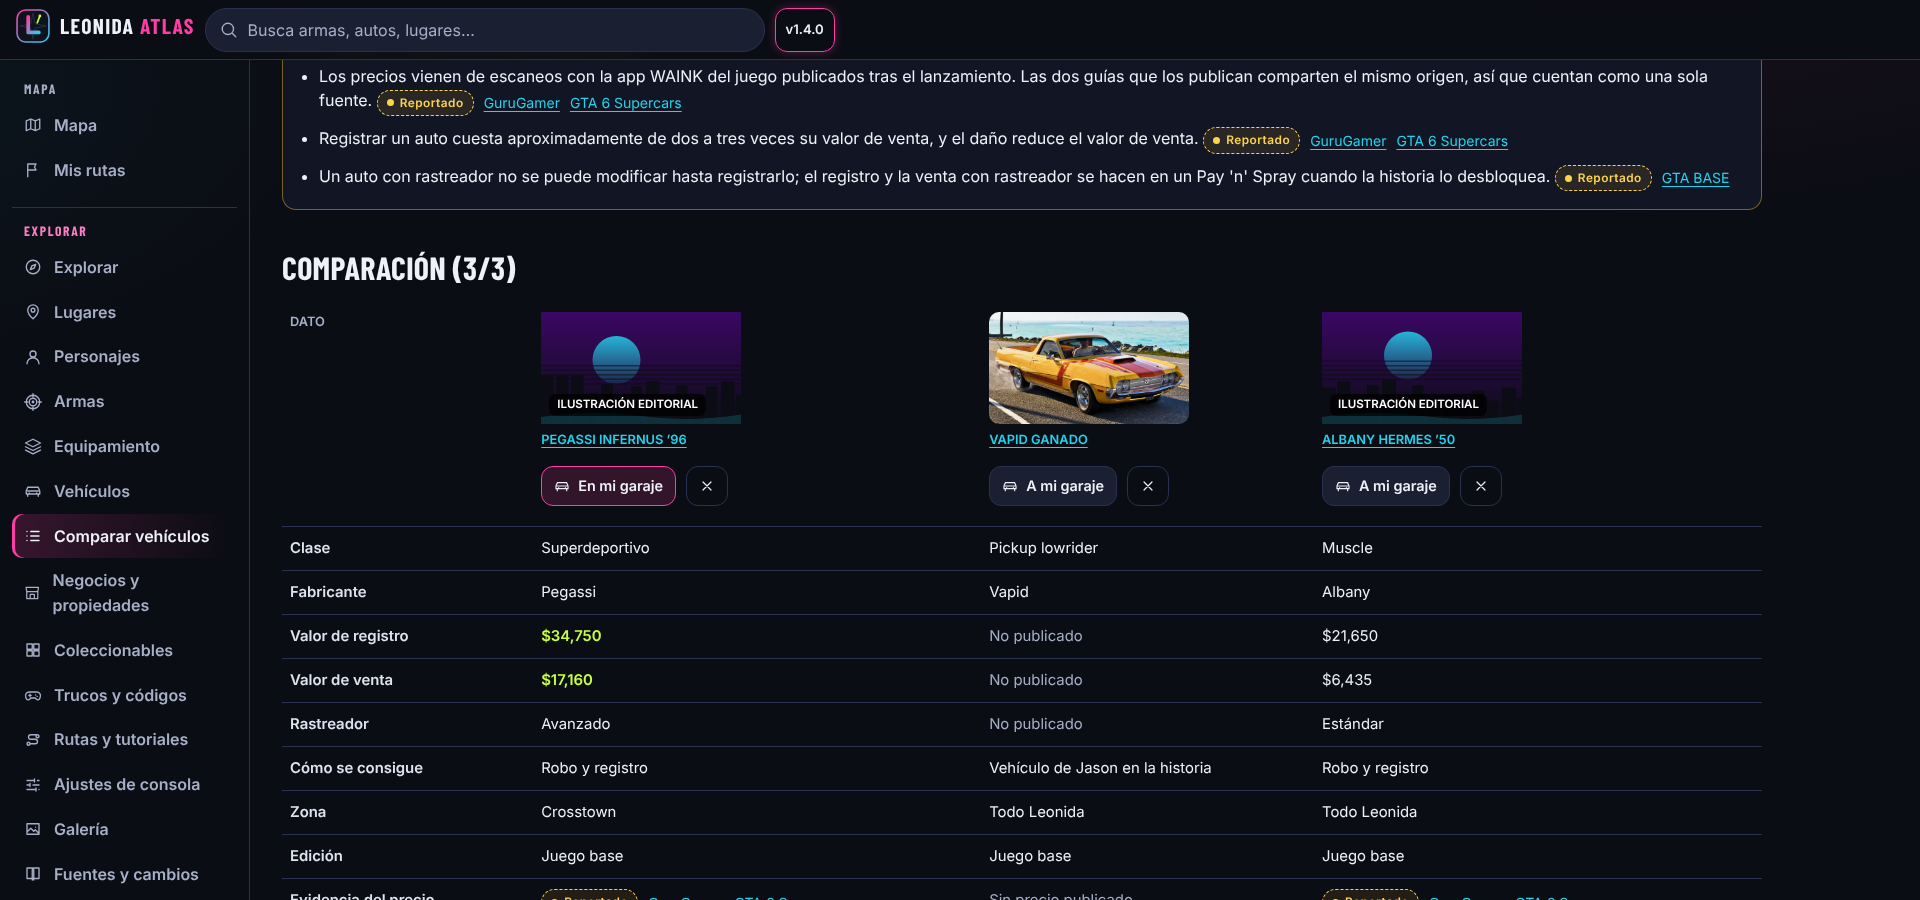 LEONIDA ATLAS
Busca armas, autos, lugares...
v1.4.0
MAPA
Mapa
Mis rutas
EXPLORAR
Explorar
Lugares
Personajes
Armas
Equipamiento
Vehículos
Comparar vehículos
Negocios y
propiedades
Coleccionables
Trucos y códigos
Rutas y tutoriales
Ajustes de consola
Galería
Fuentes y cambios
Los precios vienen de escaneos con la app WAINK del juego publicados tras el lanzamiento. Las dos guías que los publican comparten el mismo origen, así que cuentan como una sola
fuente. Reportado GuruGamer GTA 6 Supercars
Registrar un auto cuesta aproximadamente de dos a tres veces su valor de venta, y el daño reduce el valor de venta. Reportado GuruGamer GTA 6 Supercars
Un auto con rastreador no se puede modificar hasta registrarlo; el registro y la venta con rastreador se hacen en un Pay 'n' Spray cuando la historia lo desbloquea. Reportado GTA BASE
COMPARACIÓN (3/3)
DATO
ILUSTRACIÓN EDITORIAL ILUSTRACIÓN EDITORIAL
PEGASSI INFERNUS ’96 VAPID GANADO ALBANY HERMES ’50
En mi garaje A mi garaje A mi garaje
Clase Superdeportivo Pickup lowrider Muscle
Fabricante Pegassi Vapid Albany
Valor de registro $34,750 No publicado $21,650
Valor de venta $17,160 No publicado $6,435
Rastreador Avanzado No publicado Estándar
Cómo se consigue Robo y registro Vehículo de Jason en la historia Robo y registro
Zona Crosstown Todo Leonida Todo Leonida
Edición Juego base Juego base Juego base
Evidencia del precio Reportado GuruGamer Sin precio publicado Reportado GuruGamer